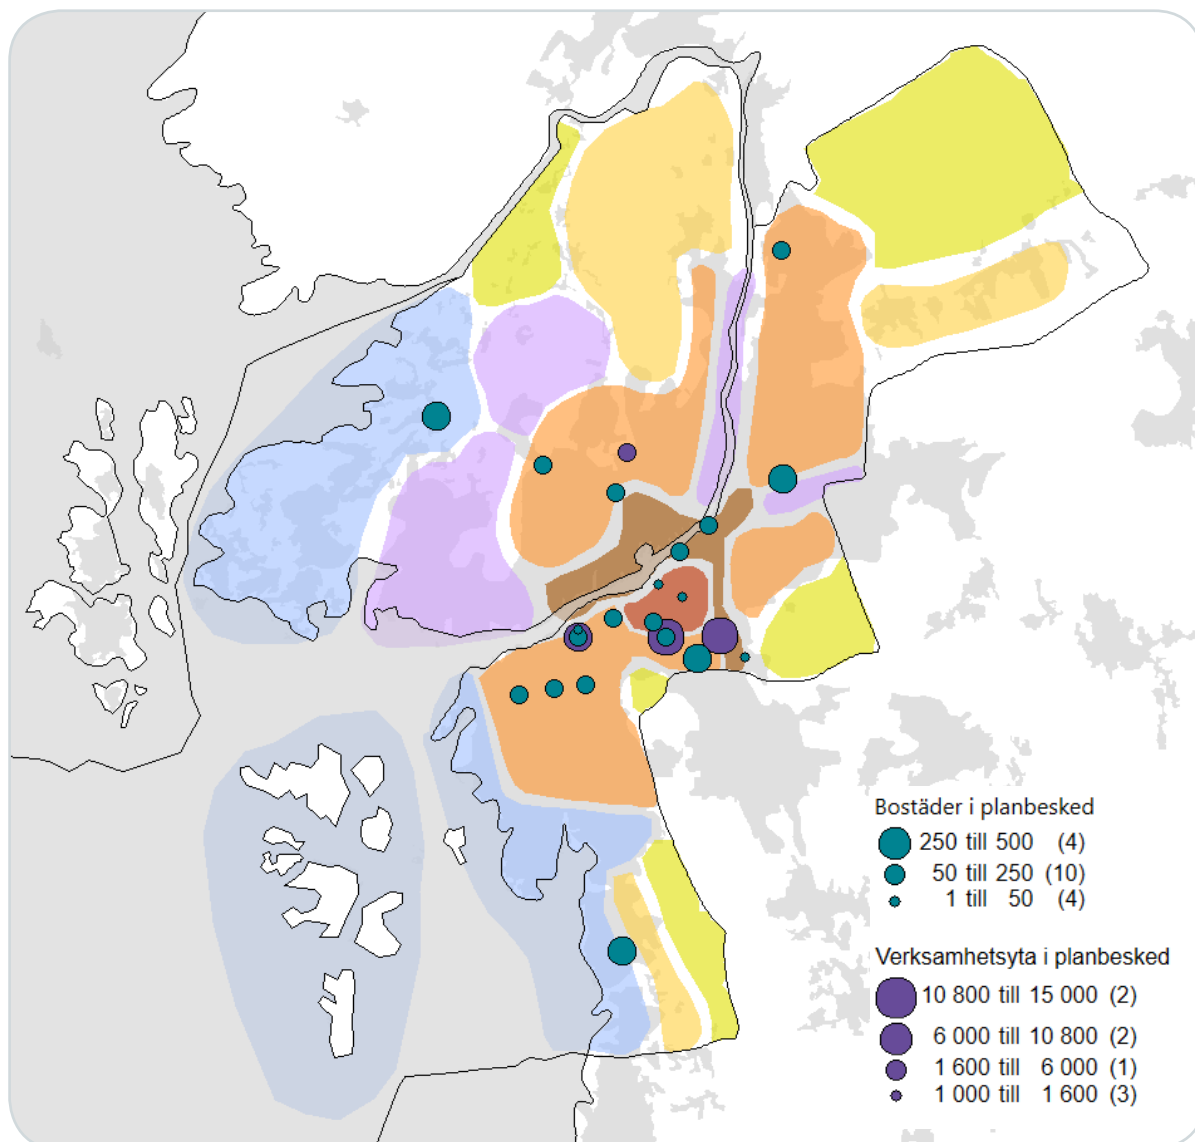 Bostäder i planbesked
250 till 500 (4)
50 till 250 (10)
1 till 50 (4)
Verksamhetsyta i planbesked
10 800 till 15 000 (2)
6 000 till 10 800 (2)
1 600 till 6 000 (1)
1 000 till 1 600 (3)